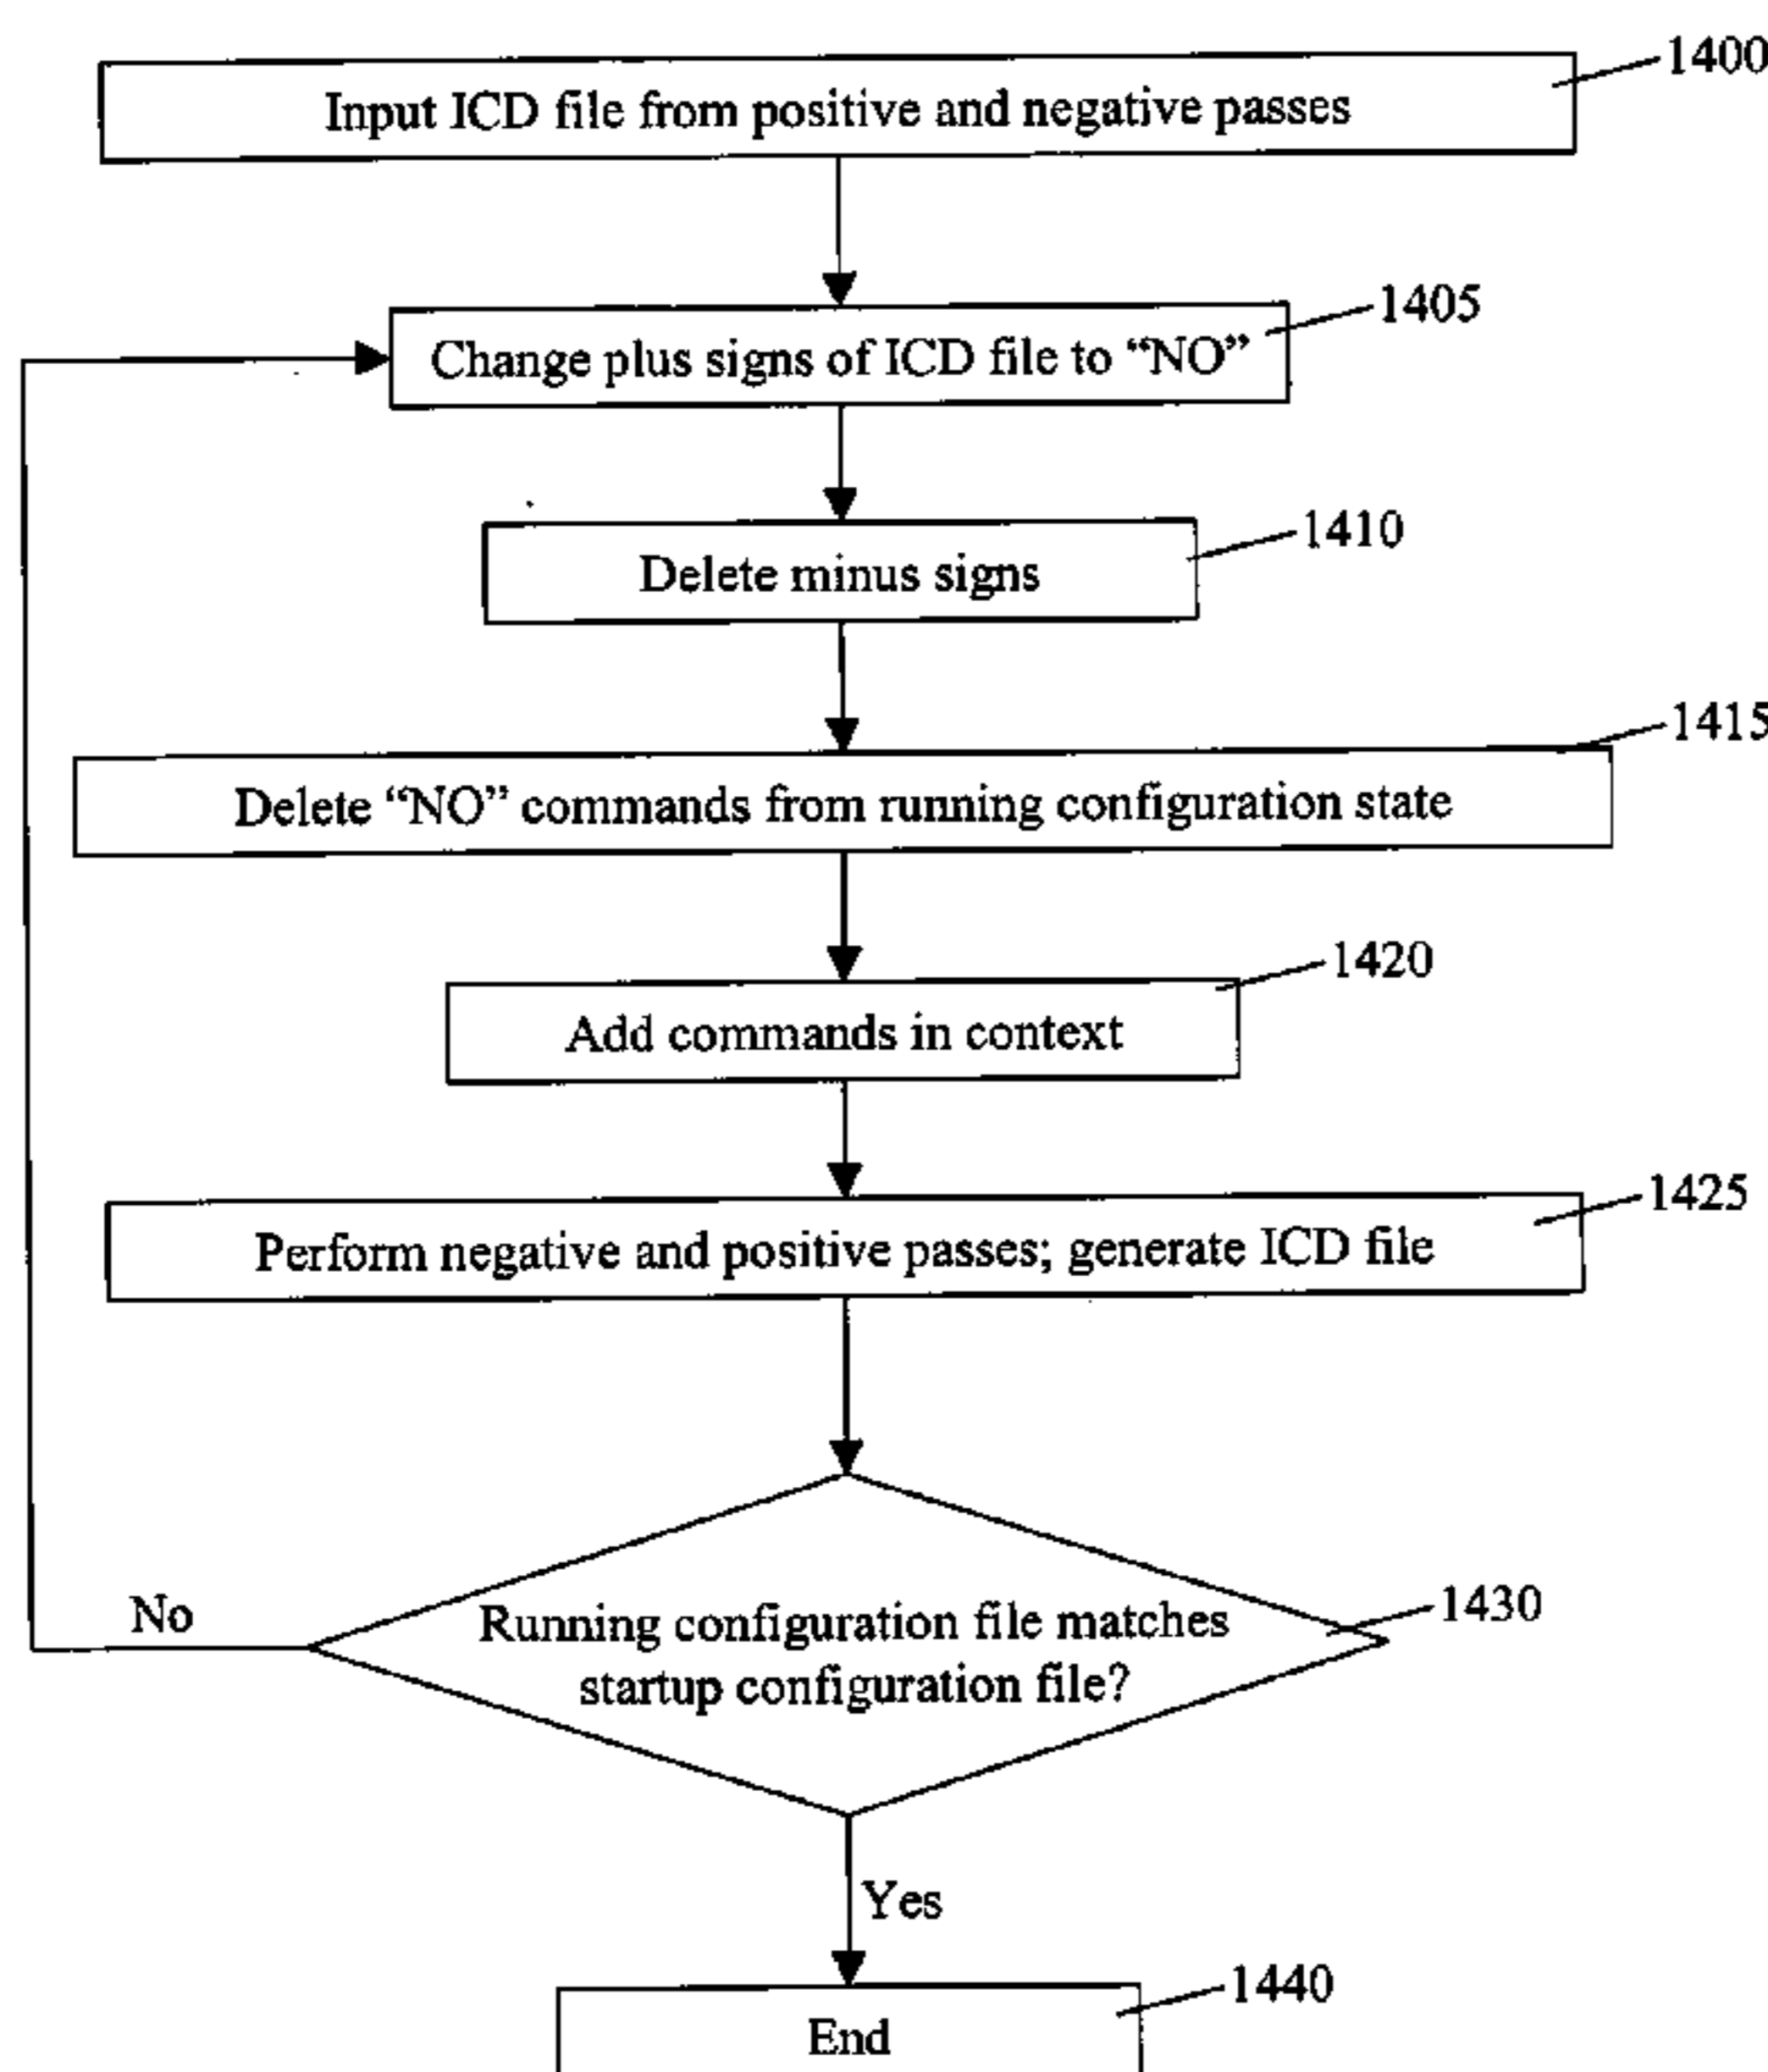 1400
Input ICD file from positive and negative passes
1405
Change plus signs of ICD file to “NO”
1410
Delete minus signs
1415
Delete “NO” commands from running configuration state
1420
Add commands in context
1425
Perform negative and positive passes; generate ICD file
1430
No
Running configuration file matches
startup configuration file?
Yes
1440
End